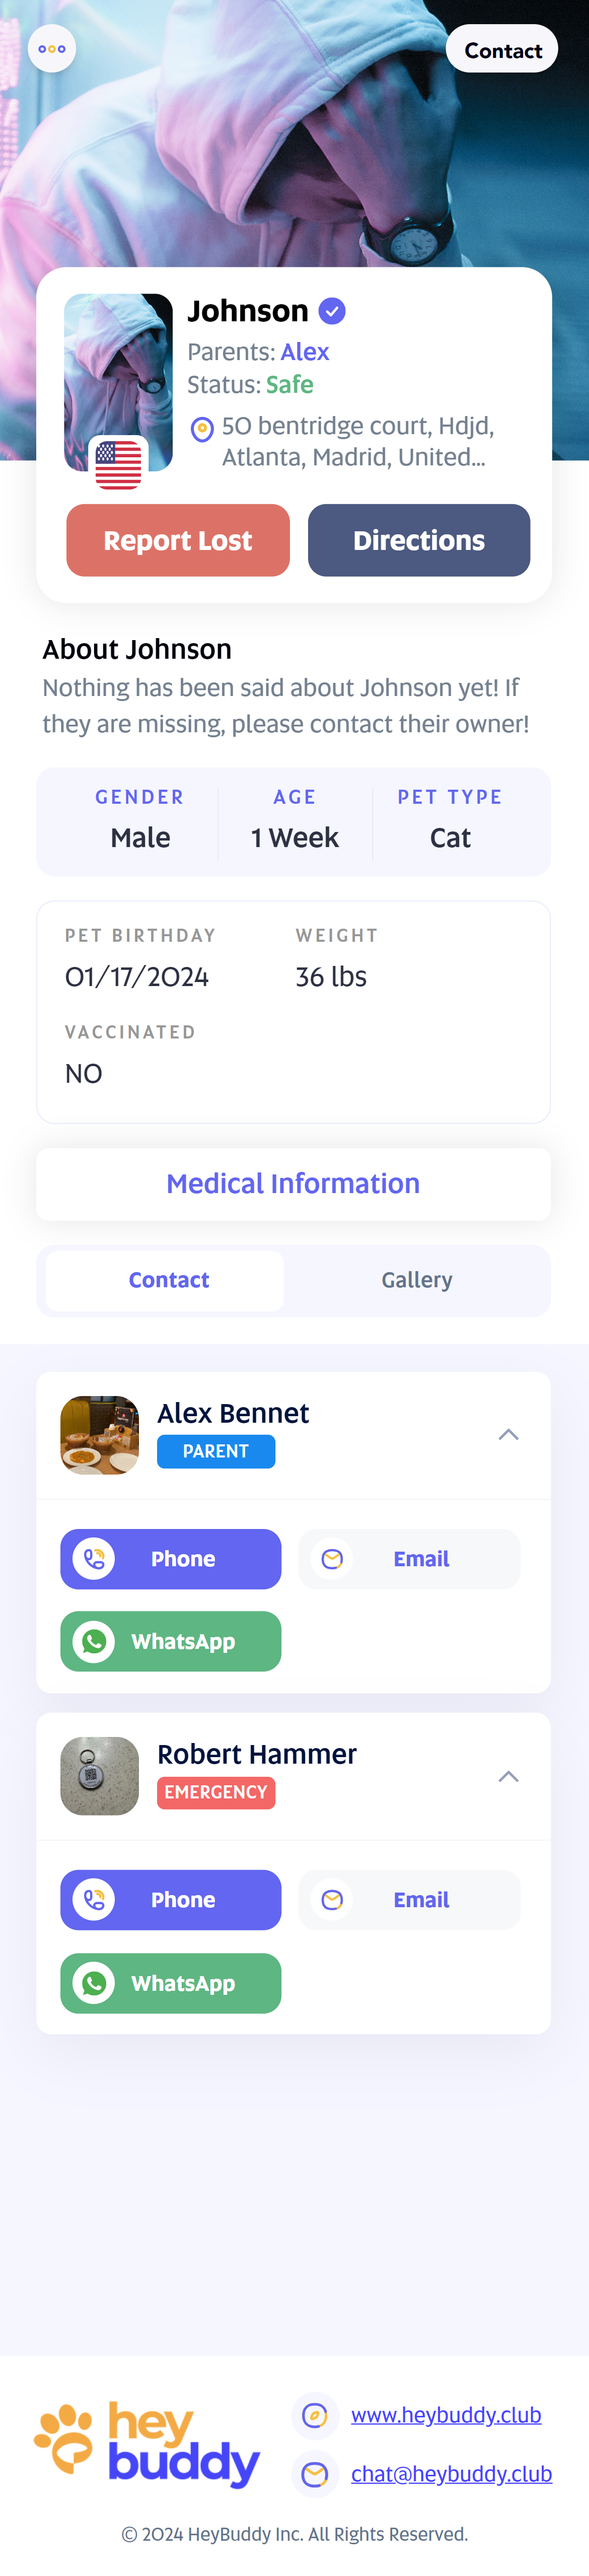 Contact
Johnson
Parents: Alex
Status: Safe
50 bentridge court, Hdjd,
Atlanta, Madrid, United...
Report Lost
Directions
About Johnson
Nothing has been said about Johnson yet! If
they are missing, please contact their owner!
GENDER AGE PET TYPE
Male 1 Week Cat
PET BIRTHDAY WEIGHT
01/17/2024 36 lbs
VACCINATED
NO
Medical Information
Contact Gallery
Alex Bennet
PARENT
Phone Email
WhatsApp
Robert Hammer
EMERGENCY
Phone Email
WhatsApp
hey
buddy
www.heybuddy.club
chat@heybuddy.club
© 2024 HeyBuddy Inc. All Rights Reserved.